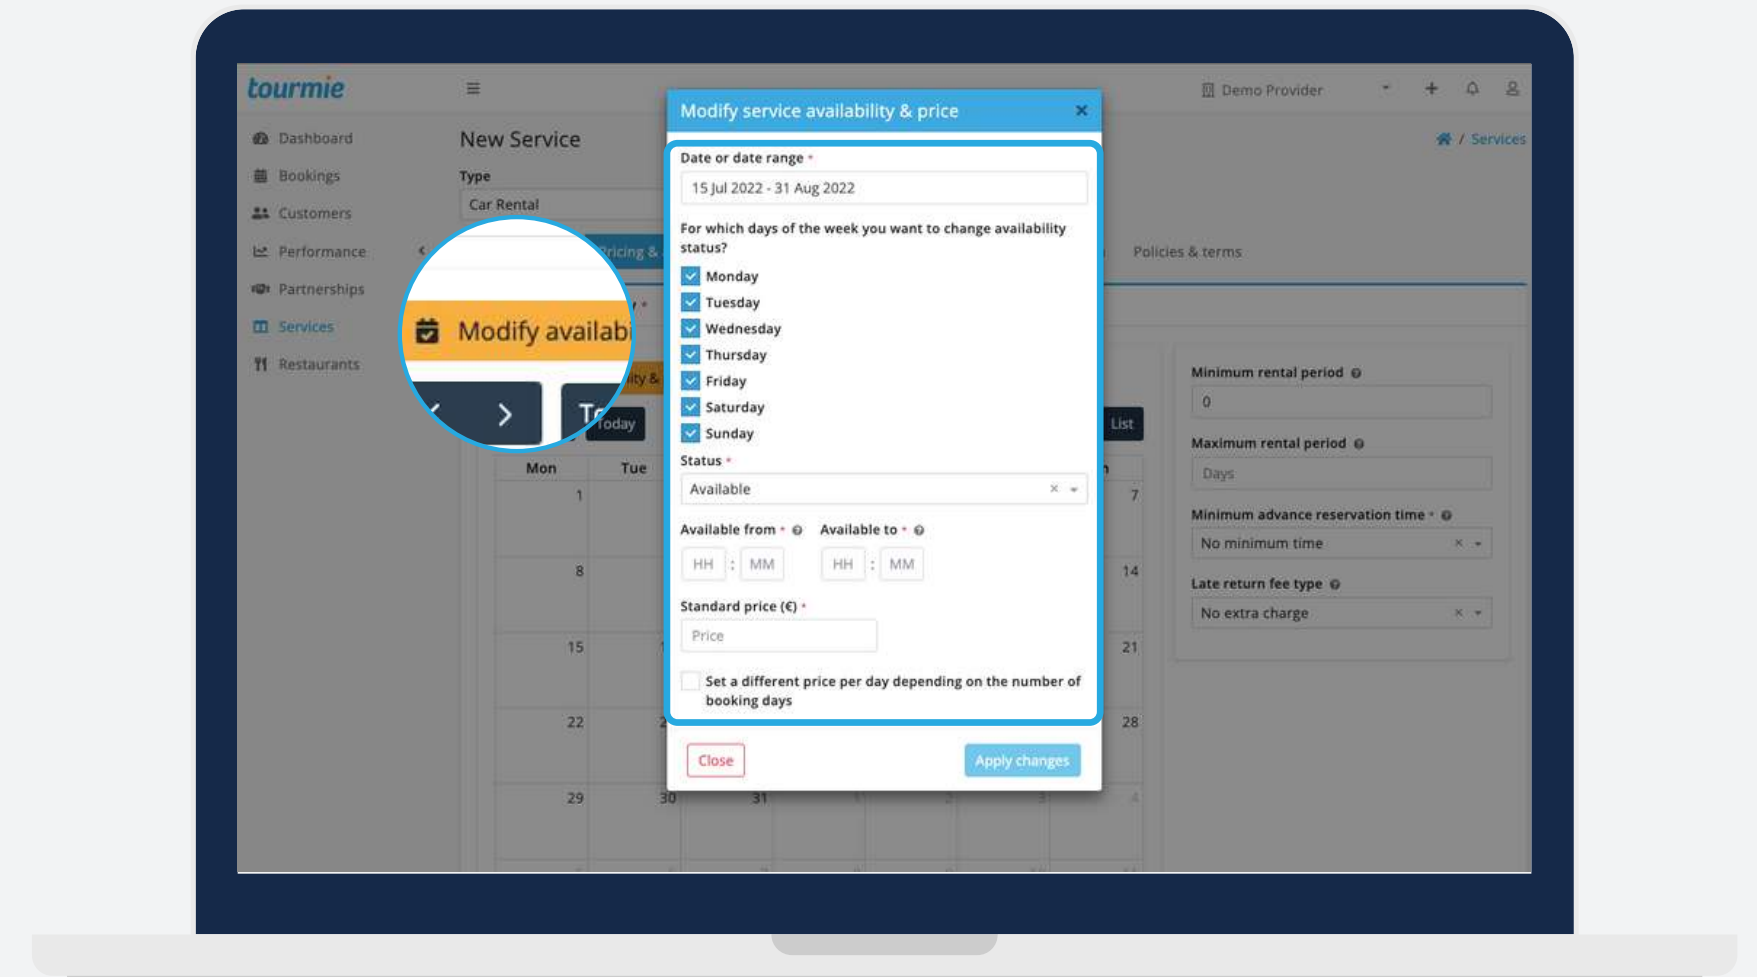 tourmie
Demo Provider
Dashboard
Bookings
Customers
Performance
Partnerships
Services
Restaurants
New Service
/ Services
Type
Car Rental
Pricing &
Policies & terms
Modify availabi
ity &
Today
List
Mon
Tue
1
7
8
14
15
21
22
28
29
30
31
1
2
3
4
Modify service availability & price
Date or date range *
15 Jul 2022 - 31 Aug 2022
For which days of the week you want to change availability
status?
Monday
Tuesday
Wednesday
Thursday
Friday
Saturday
Sunday
Status *
Available
Available from * Available to *
HH : MM HH : MM
Standard price (€) *
Price
Set a different price per day depending on the number of
booking days
Close
Apply changes
Minimum rental period
0
Maximum rental period
Days
Minimum advance reservation time *
No minimum time
Late return fee type
No extra charge